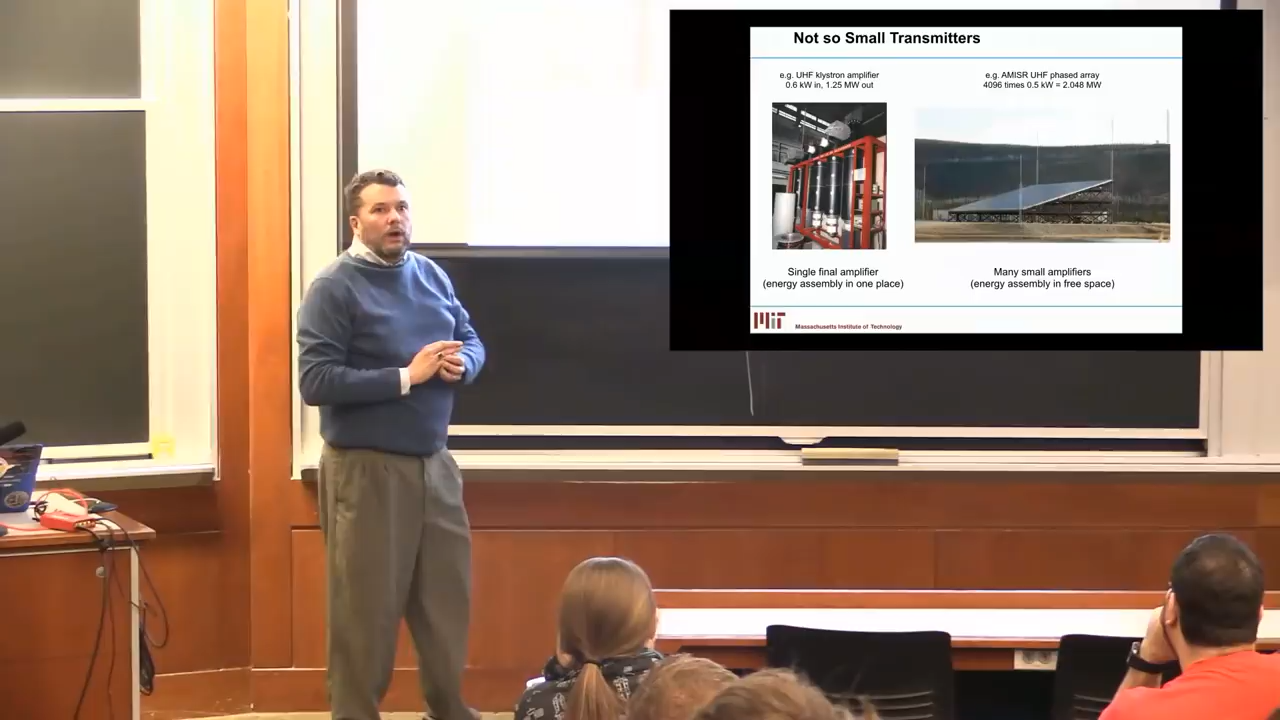 Not so Small Transmitters
e.g. UHF klystron amplifier
0.6 kW in, 1.25 MW out
e.g. AMISR UHF phased array
4096 times 0.5 kW = 2.048 MW
Single final amplifier
(energy assembly in one place)
Many small amplifiers
(energy assembly in free space)
MIT
Massachusetts Institute of Technology